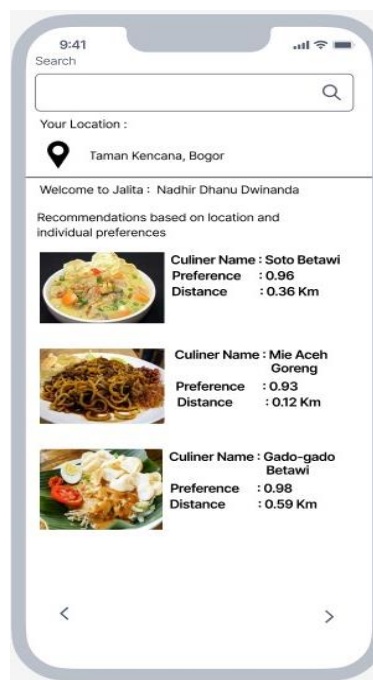 9:41
Search
Your Location :
Taman Kencana, Bogor
Welcome to Jalita : Nadhir Dhanu Dwinanda
Recommendations based on location and
individual preferences
Culiner Name : Soto Betawi
Preference : 0.96
Distance : 0.36 Km
Culiner Name : Mie Aceh
Goreng
Preference : 0.93
Distance : 0.12 Km
Culiner Name : Gado-gado
Betawi
Preference : 0.98
Distance : 0.59 Km